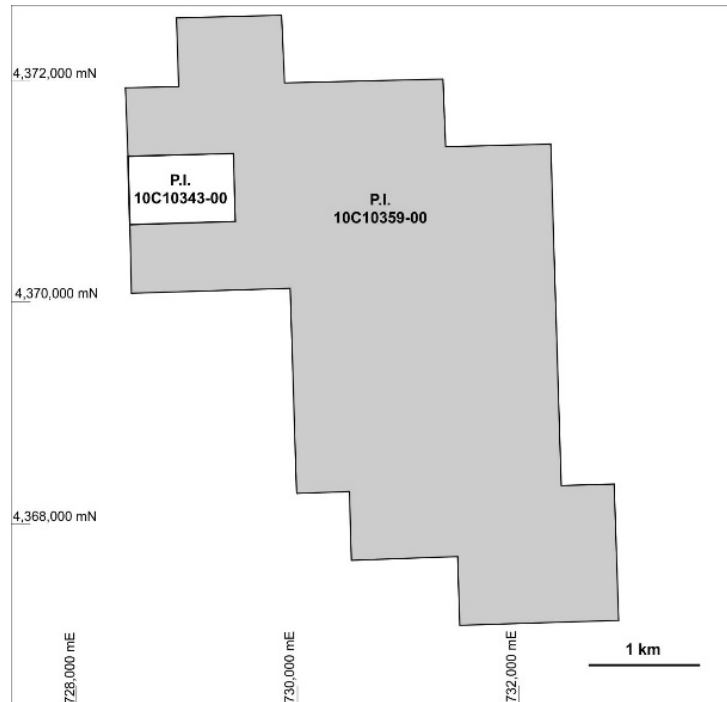 4,372,000 mN
P.I.
10C10343-00
P.I.
10C10359-00
4,370,000 mN
4,368,000 mN
728,000 mE
730,000 mE
732,000 mE
1 km